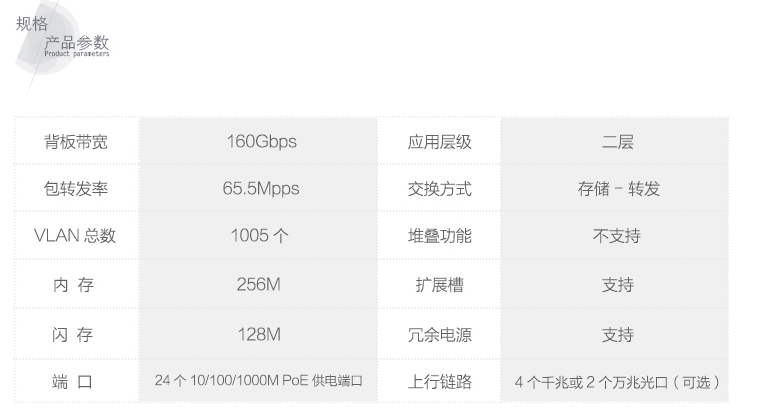 规格
产品参数
Product parameters
背板带宽 160Gbps 应用层级 二层
包转发率 65.5Mpps 交换方式 存储 - 转发
VLAN 总数 1005 个 堆叠功能 不支持
内 存 256M 扩展槽 支持
闪 存 128M 冗余电源 支持
端 口 24 个 10/100/1000M PoE 供电端口 上行链路 4 个千兆或 2 个万兆光口（可选）